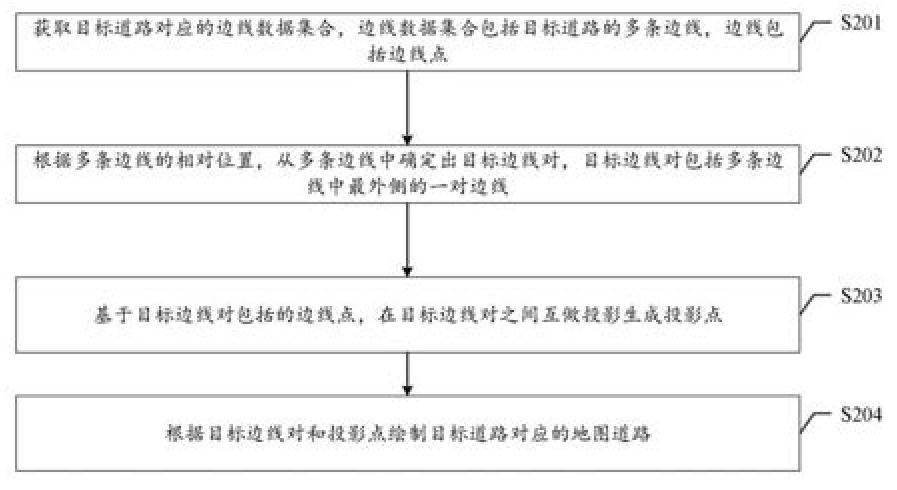 获取目标道路对应的边线数据集合，边线数据集合包括目标道路的多条边线，边线包
括边线点
S201
根据多条边线的相对位置，从多条边线中确定出目标边线对，目标边线对包括多条边
线中最外侧的一对边线
S202
基于目标边线对包括的边线点，在目标边线对之间互做投影生成投影点
S203
根据目标边线对和投影点绘制目标道路对应的地图道路
S204